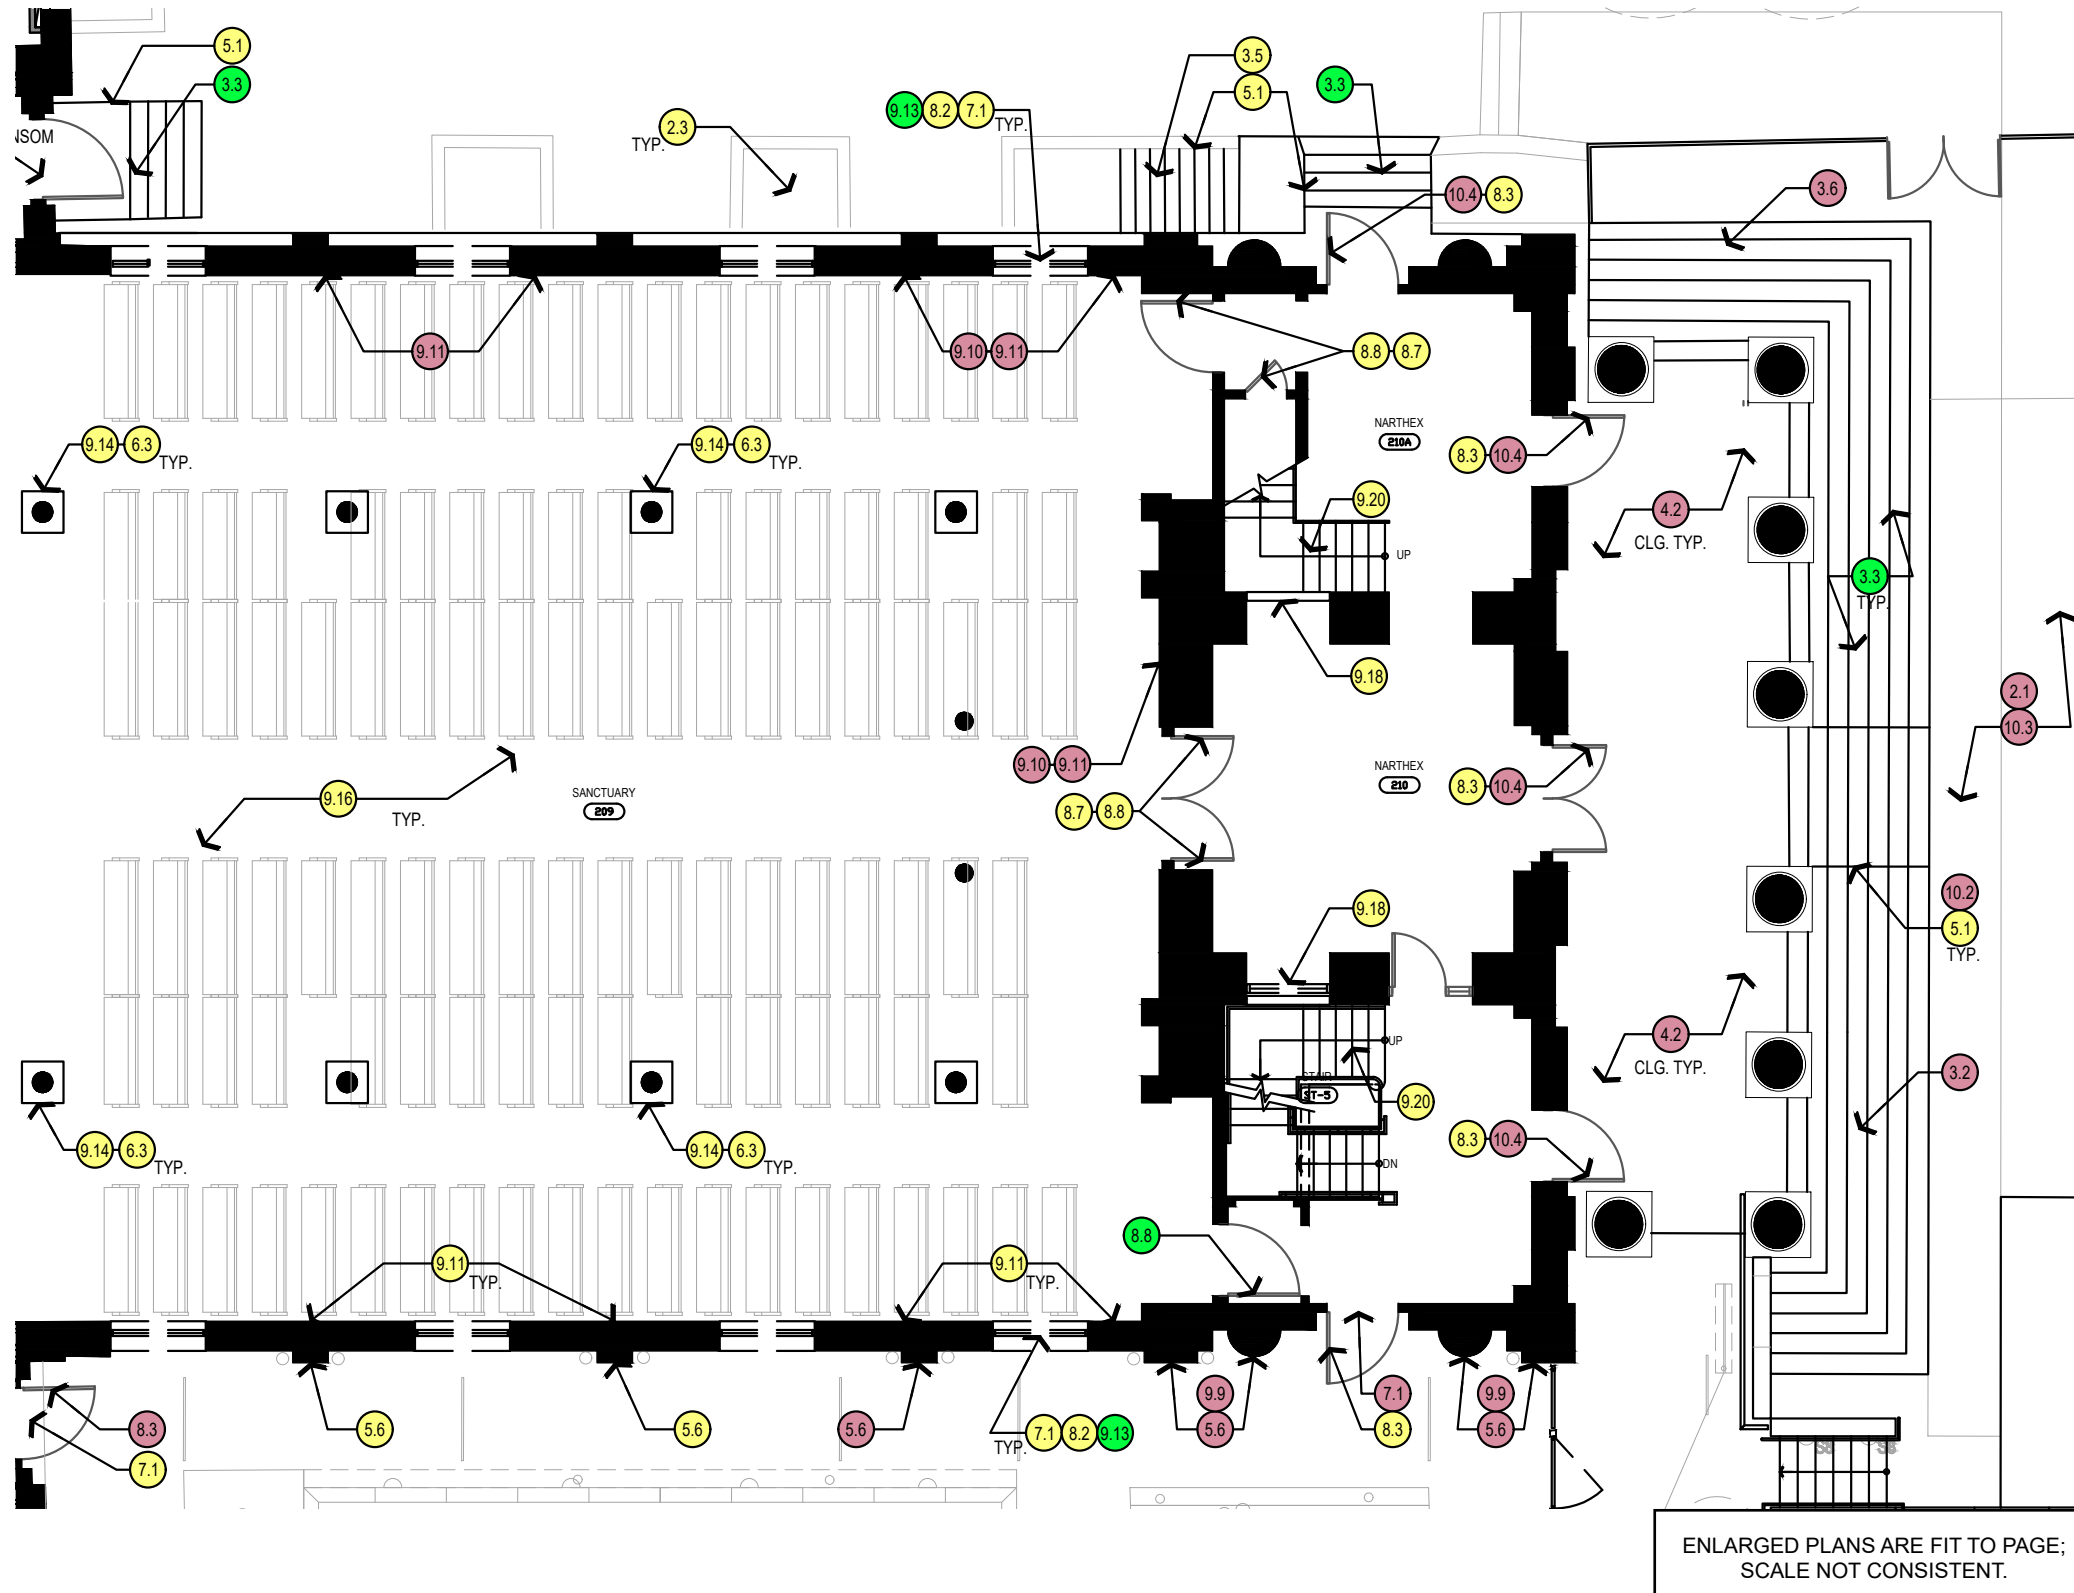 5.1
3.3
NSOM
2.3
TYP.
9.13 8.2 7.1
TYP.
3.5
5.1
3.3
10.4 8.3
3.6
9.11
9.10 9.11
8.8 8.7
NARTHEX
210A
9.14 6.3
TYP.
9.14 6.3
TYP.
8.3 10.4
9.20
UP
4.2
CLG. TYP.
3.3
TYP.
9.18
2.1
10.3
9.10 9.11
NARTHEX
210
8.3 10.4
9.16
TYP.
SANCTUARY
209
8.7 8.8
9.18
10.2
5.1
TYP.
4.2
CLG. TYP.
UP
STAIR
ST-5
9.20
3.2
9.14 6.3
TYP.
9.14 6.3
TYP.
8.3 10.4
DN
8.8
9.11
TYP.
9.11
TYP.
8.3
7.1
5.6
5.6
5.6
TYP.
7.1 8.2 9.13
9.9
5.6
7.1
8.3
9.9
5.6
ENLARGED PLANS ARE FIT TO PAGE;
SCALE NOT CONSISTENT.